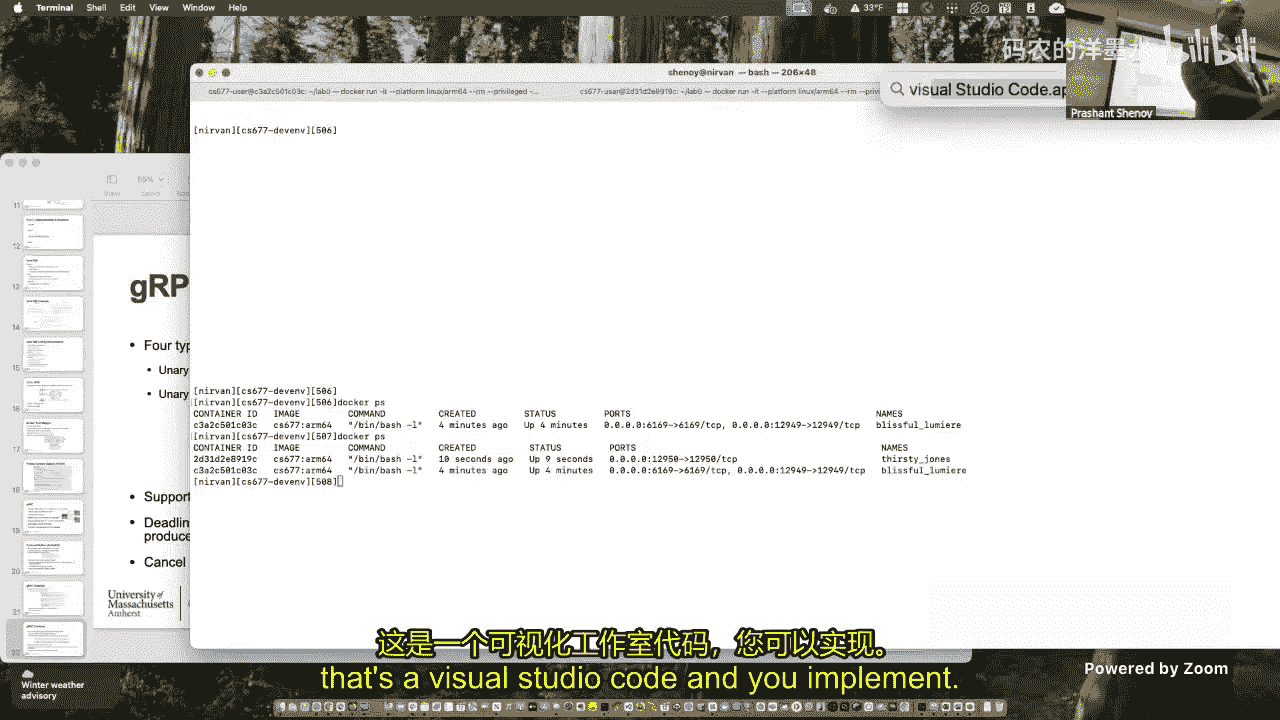 Terminal Shell Edit View Window Help
33°F
码农的洋墨水 bilibili
shenoy@nirvan — bash — 206×48
cs677-user@c3a2c501c03c: ~/lab0 — docker run -it --platform linux/arm64 --rm --privileged -...
cs677-user@2d31d2e8919c: ~/lab0 — docker run -it --platform linux/arm64 --rm --privi
visual Studio Code.ap
Prashant Shenoy
[nirvan][cs677-devenv][506]
View Zoom
gRP
Four typ
Unary
Unary
[nirvan][cs677-devenv][506]
[nirvan][cs677-devenv][506]docker ps
CONTAINER ID IMAGE COMMAND CREATED STATUS PORTS NAMES
c3a2c501c03c cs677:arm64 "/bin/bash -l" 4 minutes ago Up 4 minutes 0.0.0.0:6169->6169/tcp, 0.0.0.0:12949->12949/tcp blissful_lumiere
[nirvan][cs677-devenv][507]docker ps
CONTAINER ID IMAGE COMMAND CREATED STATUS PORTS NAMES
2d31d2e8919c cs677:arm64 "/bin/bash -l" 10 seconds ago Up 9 seconds 0.0.0.0:12950->12950/tcp thirsty_jones
c3a2c501c03c cs677:arm64 "/bin/bash -l" 4 minutes ago Up 4 minutes 0.0.0.0:6169->6169/tcp, 0.0.0.0:12949->12949/tcp blissful_lumiere
[nirvan][cs677-devenv][508]
Support
Deadlin
produce
Cancel
University of
Massachusetts
Amherst
这是一个可视化工作室代码，您可以实现。
that's a visual studio code and you implement.
Powered by Zoom
Winter weather
advisory